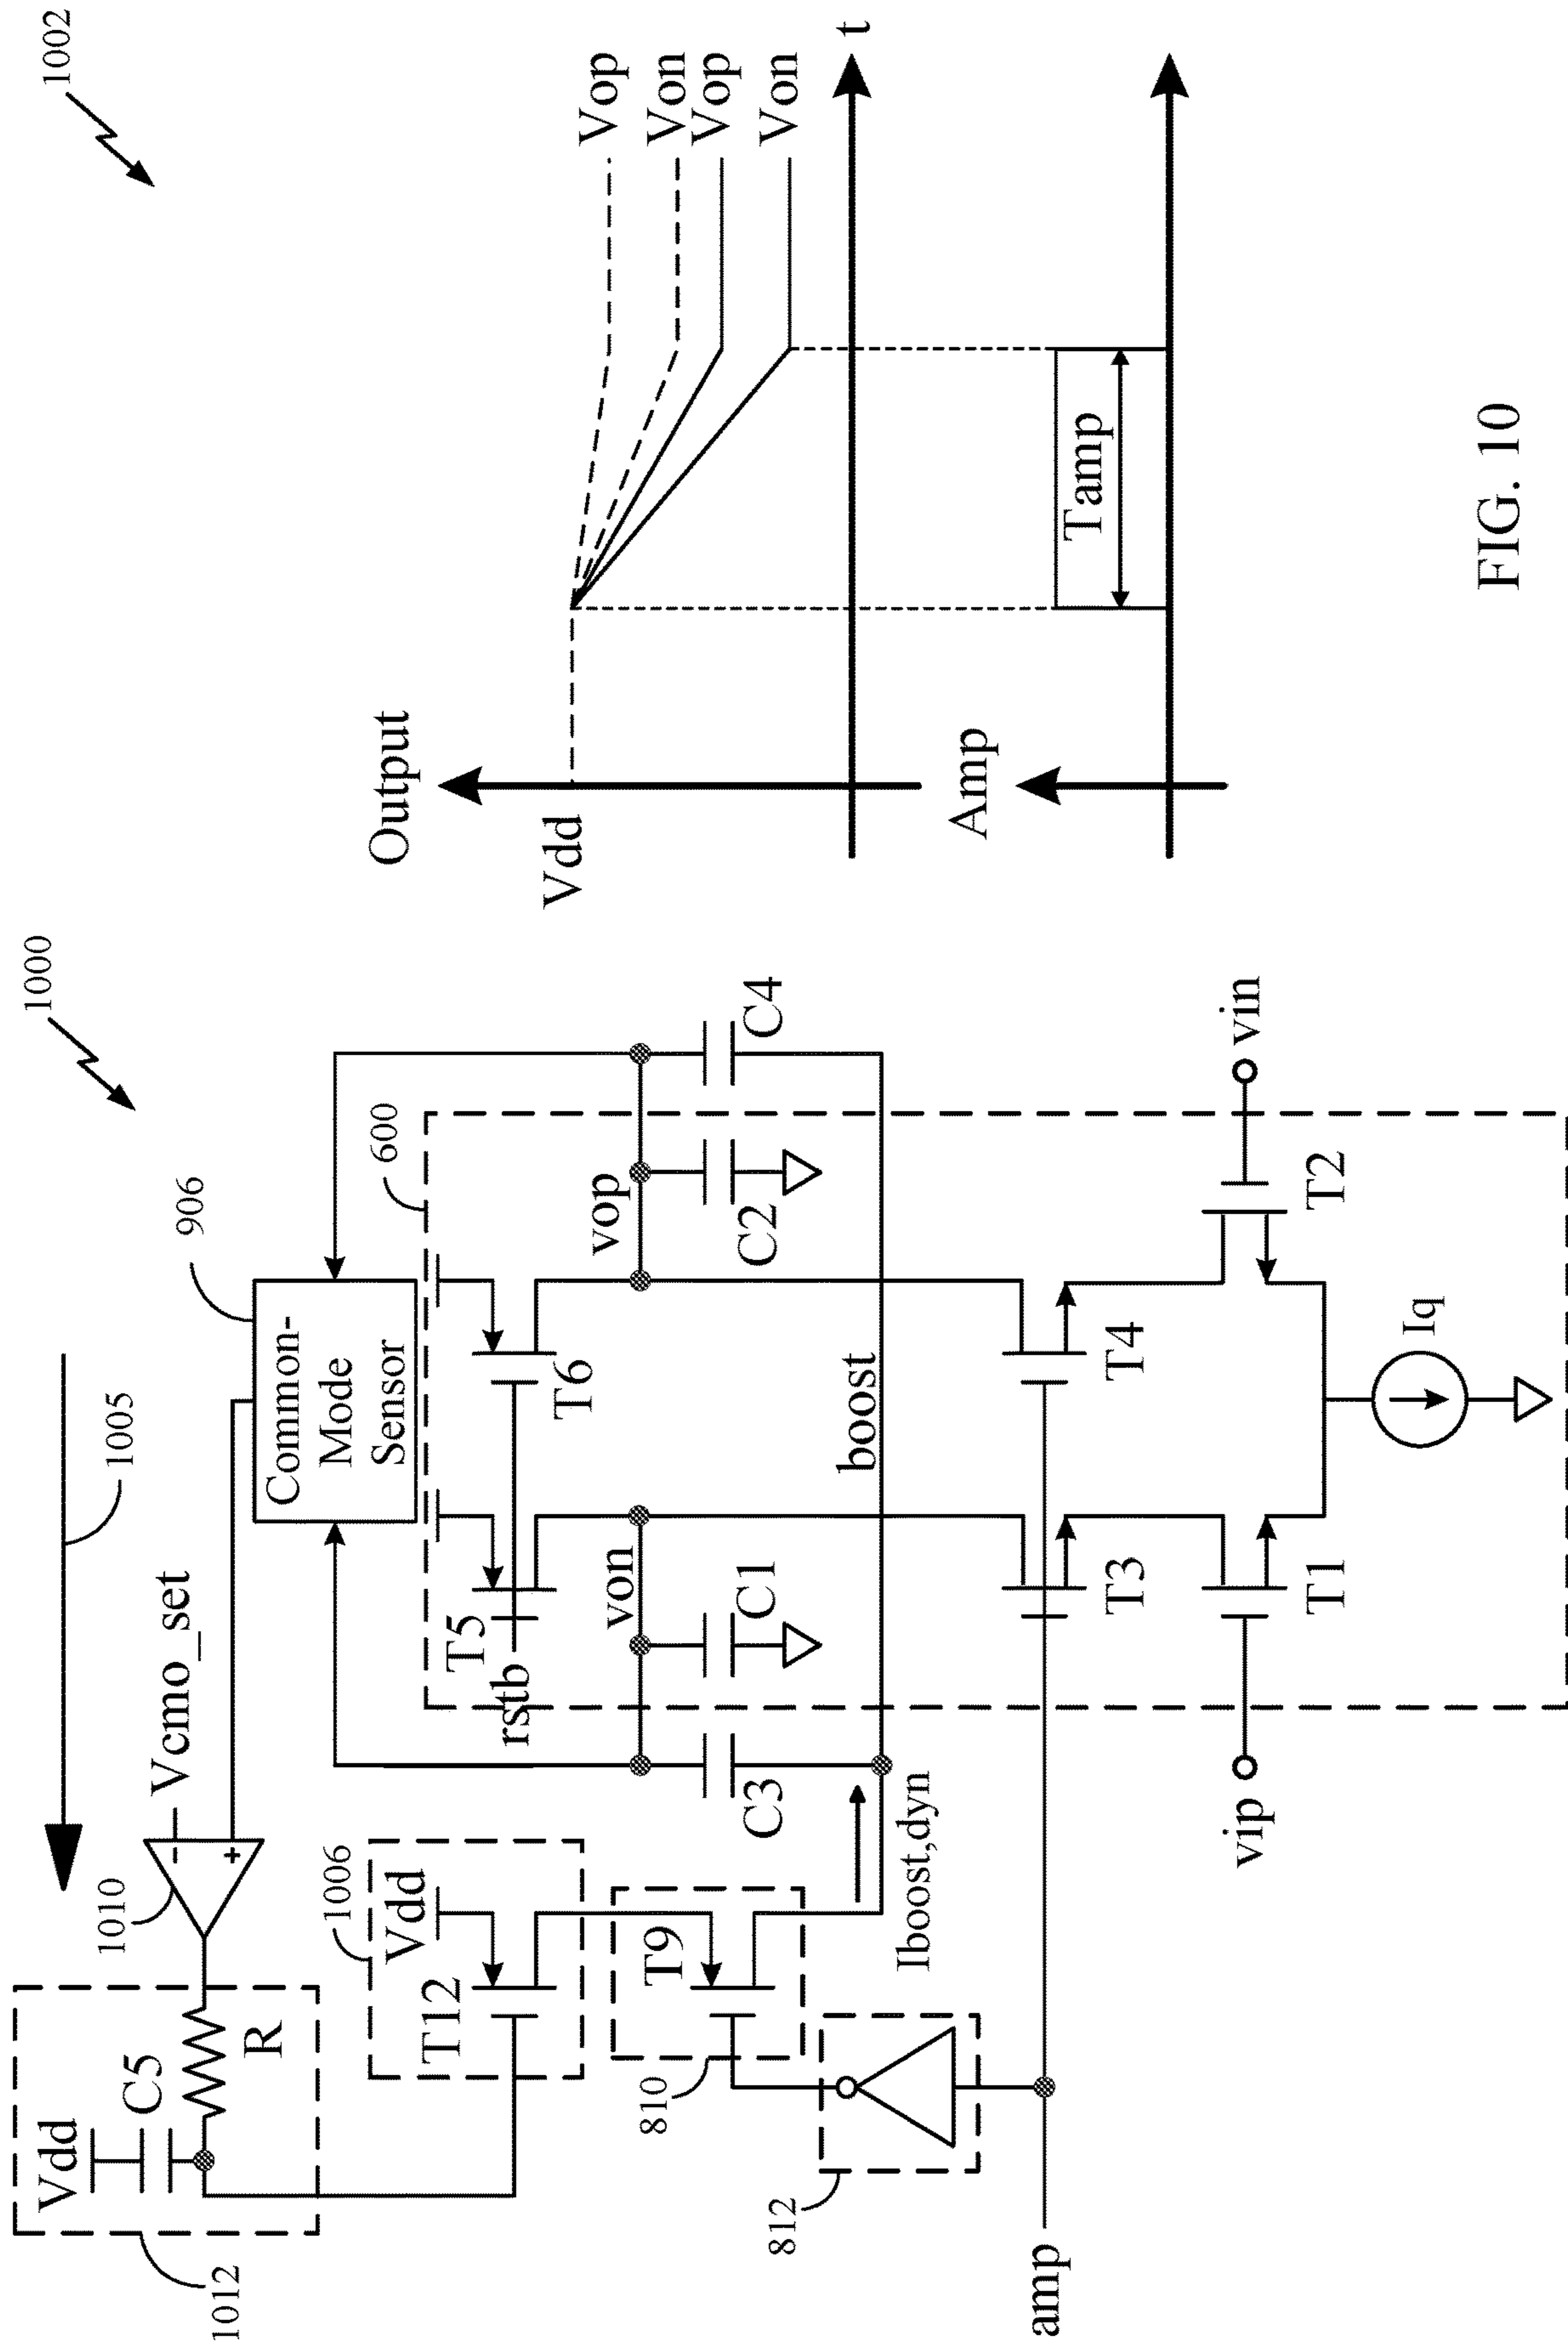 1000
1002
1005
Vcmo_set
1010
906
Common-
Mode
Sensor
1012
Vdd
C5
R
1006
Vdd
T12
600
T5
T6
rstb
von
vop
810
T9
C3
C1
C2
C4
Iboost,dyn
boost
812
amp
T3
T4
vip
T1
T2
vin
Iq
Output
Vdd
Vop
Von
Vop
Von
t
Amp
Tamp
- 
+
FIG. 10